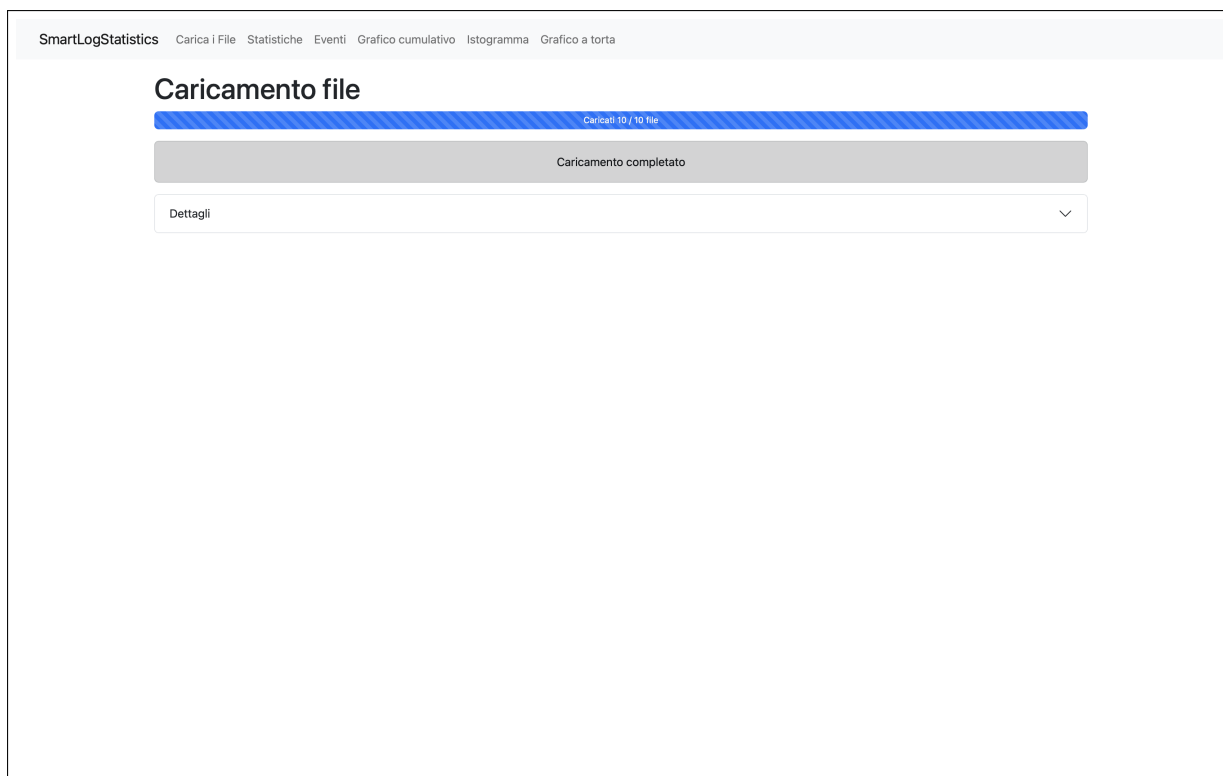 SmartLogStatistics Carica i File Statistiche Eventi Grafico cumulativo Istogramma Grafico a torta
Caricamento file
Caricati 10 / 10 file
Caricamento completato
Dettagli